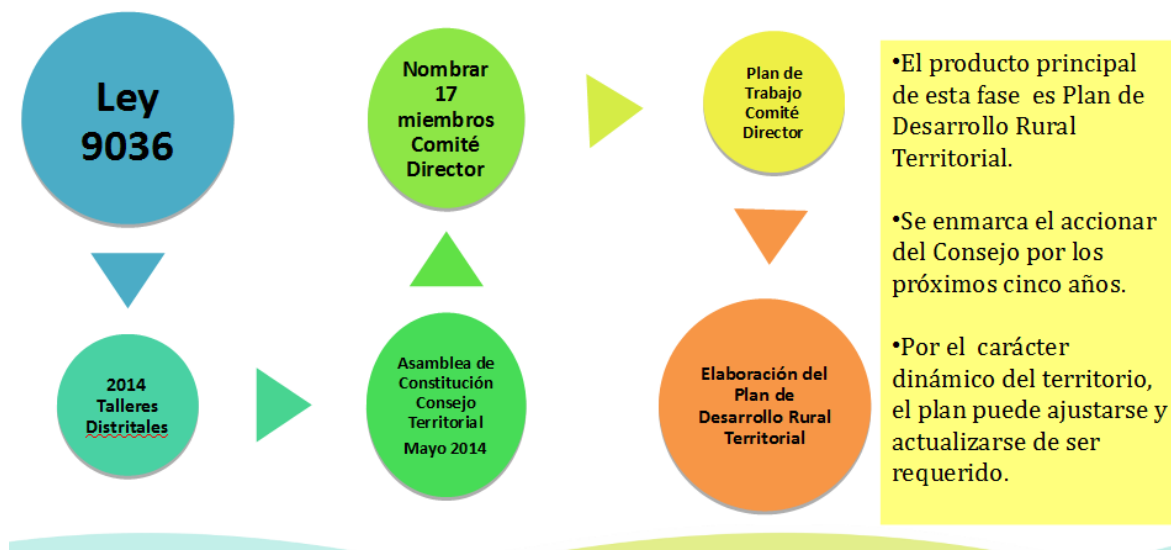 Ley
9036
2014
Talleres
Distritales
Asamblea de
Constitución
Consejo
Territorial
Mayo 2014
Nombrar
17
miembros
Comité
Director
Plan de
Trabajo
Comité
Director
Elaboración del
Plan de
Desarrollo Rural
Territorial
•El producto principal
de esta fase es Plan de
Desarrollo Rural
Territorial.
•Se enmarca el accionar
del Consejo por los
próximos cinco años.
•Por el carácter
dinámico del territorio,
el plan puede ajustarse y
actualizarse de ser
requerido.